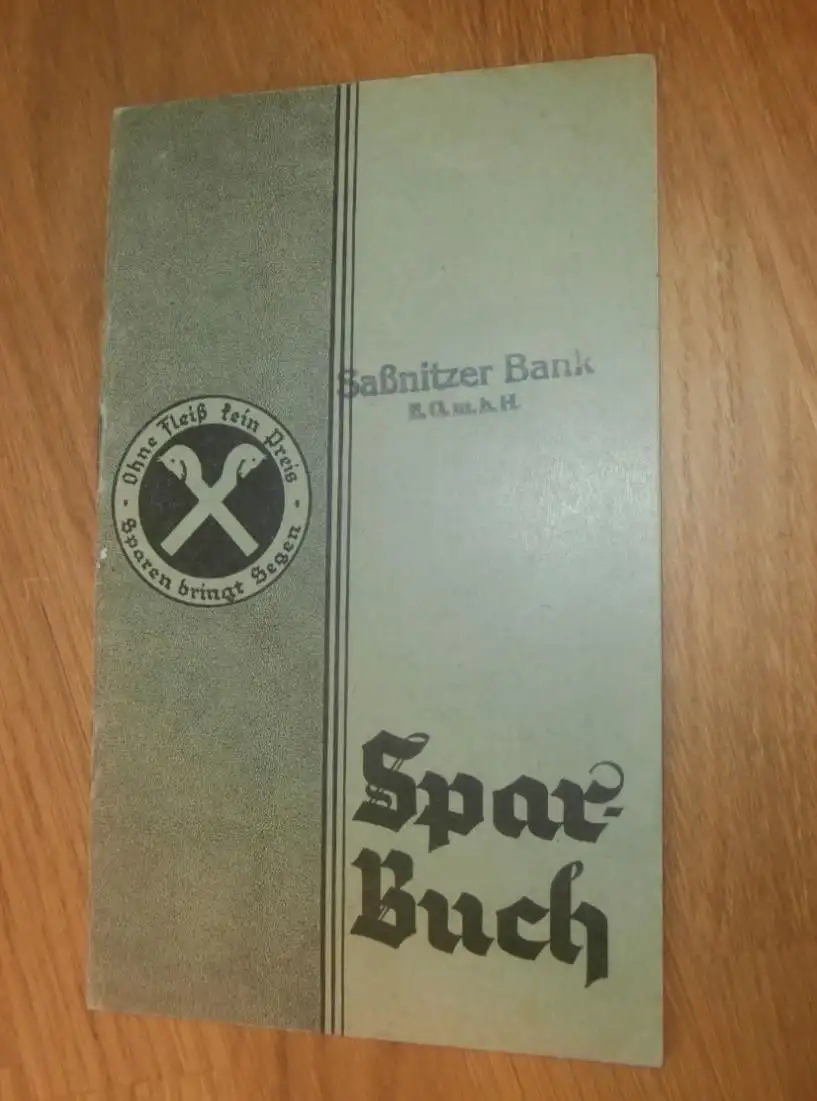 Saßnitzer Bank
E. G. m. b. H.
Ohne Fleiß kein Preis
Sparen bringt Segen
Spar-
Buch